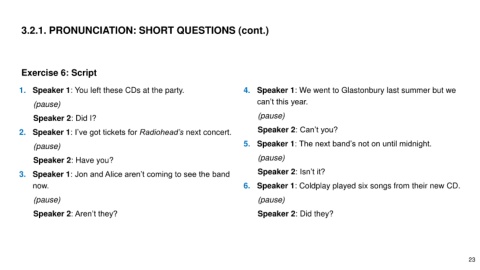 3.2.1. PRONUNCIATION: SHORT QUESTIONS (cont.)
Exercise 6: Script
1. Speaker 1: You left these CDs at the party.
(pause)
Speaker 2: Did I?
2. Speaker 1: I've got tickets for Radiohead's next concert.
(pause)
Speaker 2: Have you?
3. Speaker 1: Jon and Alice aren't coming to see the band
now.
(pause)
Speaker 2: Aren't they?
4. Speaker 1: We went to Glastonbury last summer but we
can't this year.
(pause)
Speaker 2: Can't you?
5. Speaker 1: The next band's not on until midnight.
(pause)
Speaker 2: Isn't it?
6. Speaker 1: Coldplay played six songs from their new CD.
(pause)
Speaker 2: Did they?
23